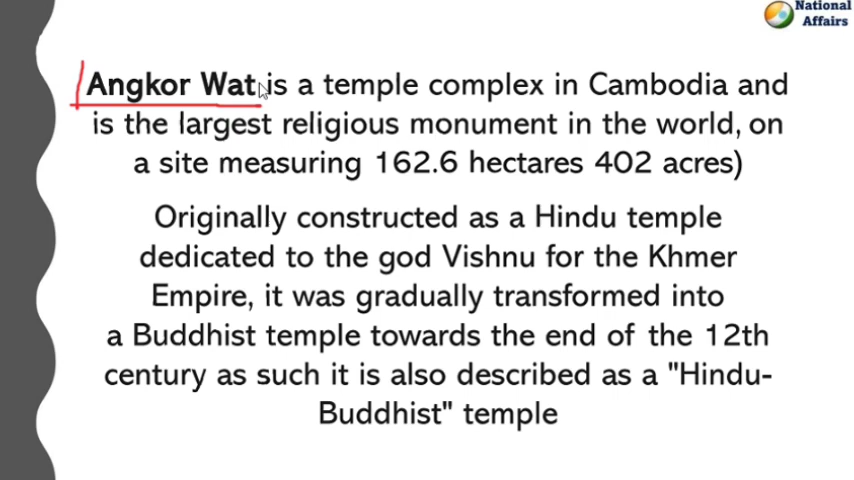 National
Affairs
Angkor Wat is a temple complex in Cambodia and
is the largest religious monument in the world, on
a site measuring 162.6 hectares 402 acres)
Originally constructed as a Hindu temple
dedicated to the god Vishnu for the Khmer
Empire, it was gradually transformed into
a Buddhist temple towards the end of the 12th
century as such it is also described as a "Hindu-
Buddhist" temple